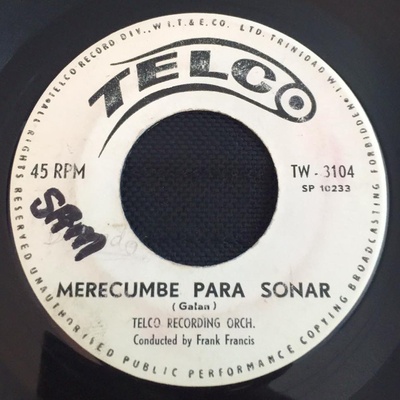 TELCO RECORD DIV., W.I.T. & E. CO. LTD. TRINIDAD W.I.
TELCO
45 RPM
TW - 3104
SP 10233
SAM
MERECUMBE PARA SONAR
(Galan)
TELCO RECORDING ORCH.
Conducted by Frank Francis
ALL RIGHTS RESERVED UNAUTHORISED PUBLIC PERFORMANCE COPYING BROADCASTING FORBIDDEN